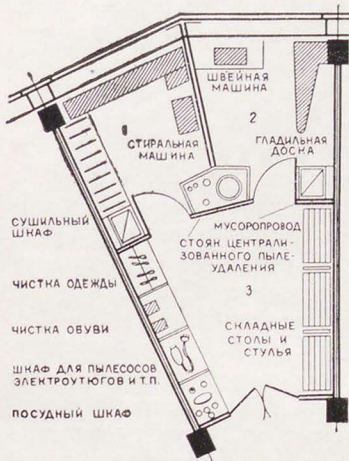 ШВЕЙНАЯ
МАШИНА
1
2
СТИРАЛЬНАЯ
МАШИНА
ГЛАДИЛЬНАЯ
ДОСКА
МУСОРОПРОВОД
СУШИЛЬНЫЙ
ШКАФ
СТОЯК ЦЕНТРАЛИ-
ЗОВАННОГО ПЫЛЕ-
УДАЛЕНИЯ
ЧИСТКА ОДЕЖДЫ
3
ЧИСТКА ОБУВИ
СКЛАДНЫЕ
СТОЛЫ И
СТУЛЬЯ
ШКАФ ДЛЯ ПЫЛЕСОСОВ
ЭЛЕКТРОУТЮГОВ И Т.П.
ПОСУДНЫЙ ШКАФ